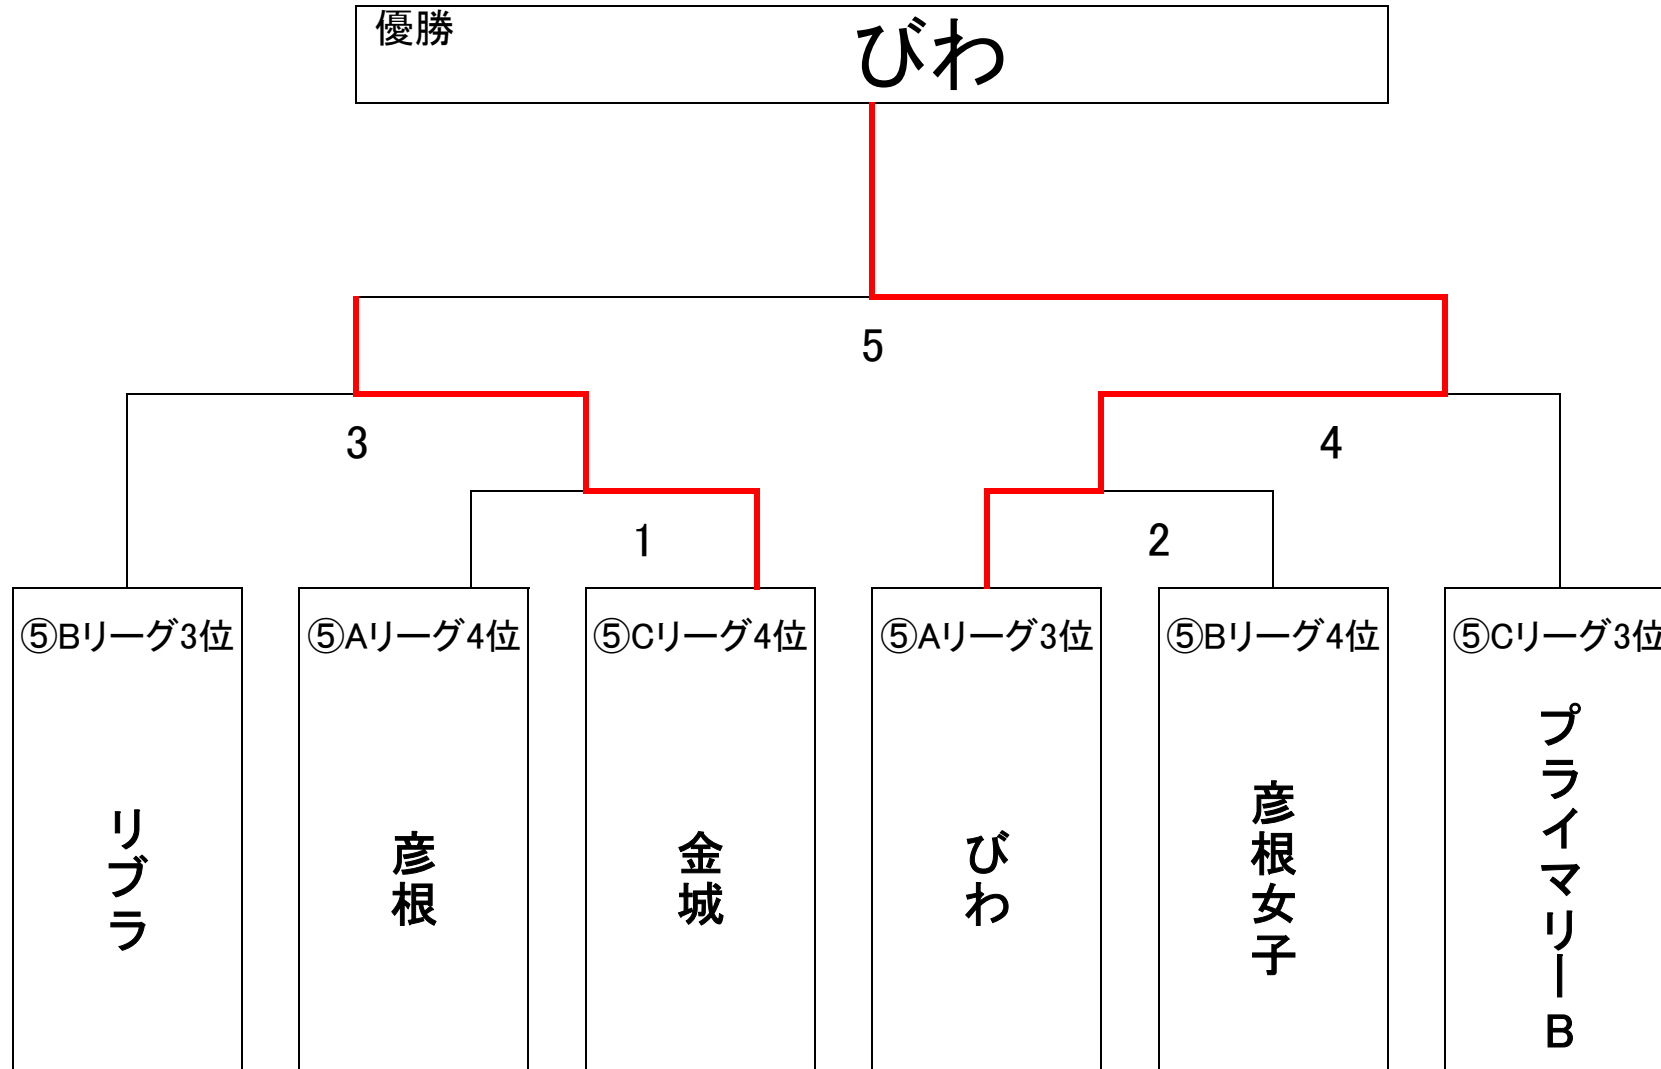 優勝
びわ
5
3
4
1
2
⑤Bリーグ3位
⑤Aリーグ4位
⑤Cリーグ4位
⑤Aリーグ3位
⑤Bリーグ4位
⑤Cリーグ3位
リブラ
彦根
金城
びわ
彦根女子
プライマリーB